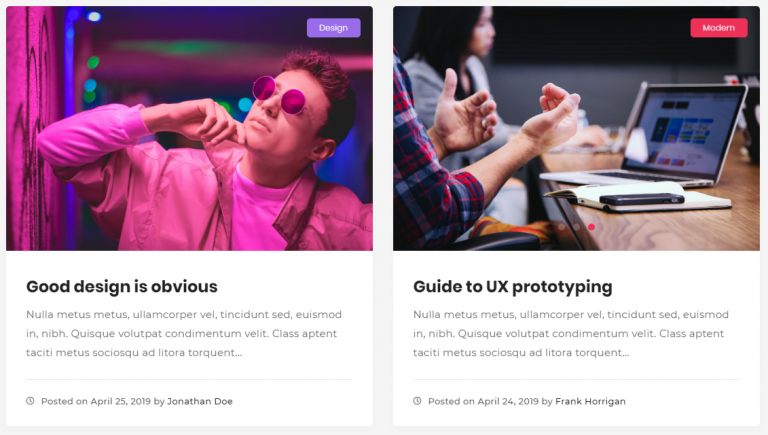 Design
Good design is obvious
Nulla metus metus, ullamcorper vel, tincidunt sed, euismod
in, nibh. Quisque volutpat condimentum velit. Class aptent
taciti metus sociosqu ad litora torquent...
Posted on April 25, 2019 by Jonathan Doe
Modern
Guide to UX prototyping
Nulla metus metus, ullamcorper vel, tincidunt sed, euismod
in, nibh. Quisque volutpat condimentum velit. Class aptent
taciti metus sociosqu ad litora torquent...
Posted on April 24, 2019 by Frank Horrigan